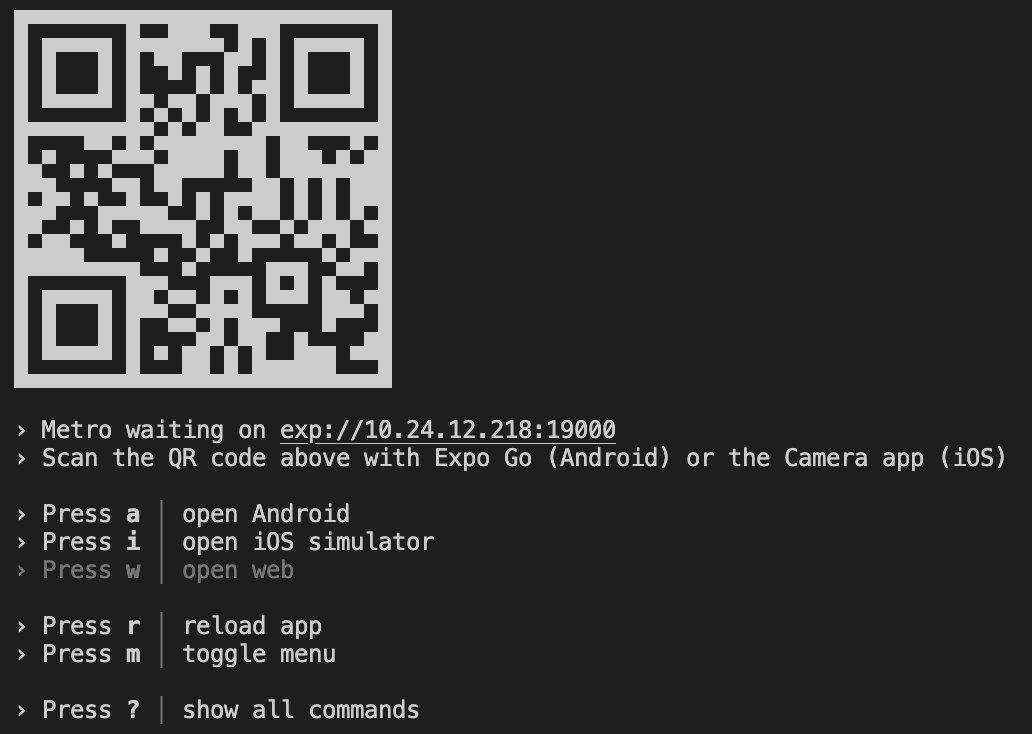 › Metro waiting on exp://10.24.12.218:19000
› Scan the QR code above with Expo Go (Android) or the Camera app (iOS)
› Press a │ open Android
› Press i │ open iOS simulator
› Press w │ open web
› Press r │ reload app
› Press m │ toggle menu
› Press ? │ show all commands